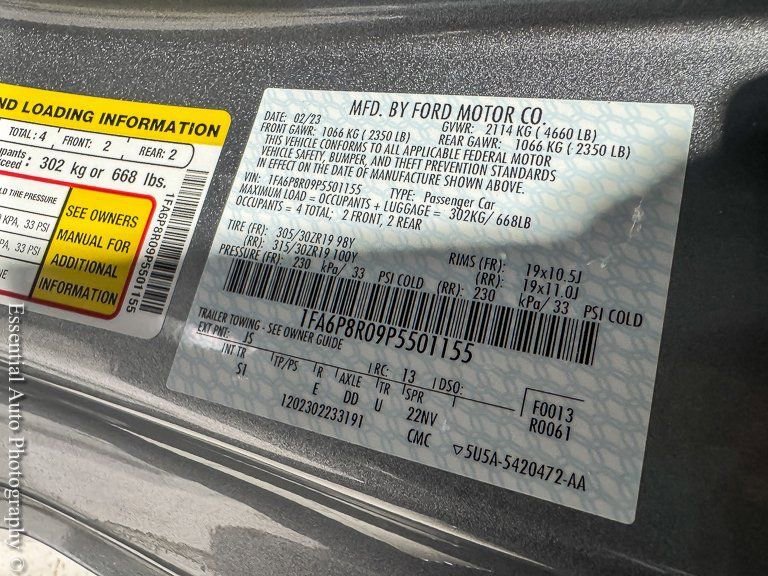 ND LOADING INFORMATION
TOTAL: 4 FRONT: 2 REAR: 2
302 kg or 668 lbs.
TIRE PRESSURE
KPA, 33 PSI
KPA, 33 PSI
SEE OWNERS
MANUAL FOR
ADDITIONAL
INFORMATION
1FA6P8R09P5501155
MFD. BY FORD MOTOR CO.
DATE: 02/23 GVWR: 2114 KG ( 4660 LB)
FRONT GAWR: 1066 KG ( 2350 LB) REAR GAWR: 1066 KG ( 2350 LB)
THIS VEHICLE CONFORMS TO ALL APPLICABLE FEDERAL MOTOR
VEHICLE SAFETY, BUMPER, AND THEFT PREVENTION STANDARDS
IN EFFECT ON THE DATE OF MANUFACTURE SHOWN ABOVE.
VIN: 1FA6P8R09P5501155 TYPE: Passenger Car
MAXIMUM LOAD = OCCUPANTS + LUGGAGE = 302KG/ 668LB
OCCUPANTS = 4 TOTAL; 2 FRONT, 2 REAR
TIRE (FR): 305/30ZR19 98Y RIMS (FR): 19x10.5J
(RR): 315/30ZR19 100Y (RR): 19x11.0J
PRESSURE (FR): 230 kPa/ 33 PSI COLD (RR): 230 kPa/ 33 PSI COLD
1FA6P8R09P5501155
TRAILER TOWING - SEE OWNER GUIDE
EXT PNT: JS RC: 13 DSO:
INT TR TP/PS R AXLE TR SPR F0013
SI E DD U 22NV R0061
1202302233191 CMC
▽5U5A-5420472-AA
Essential Auto Photography ©